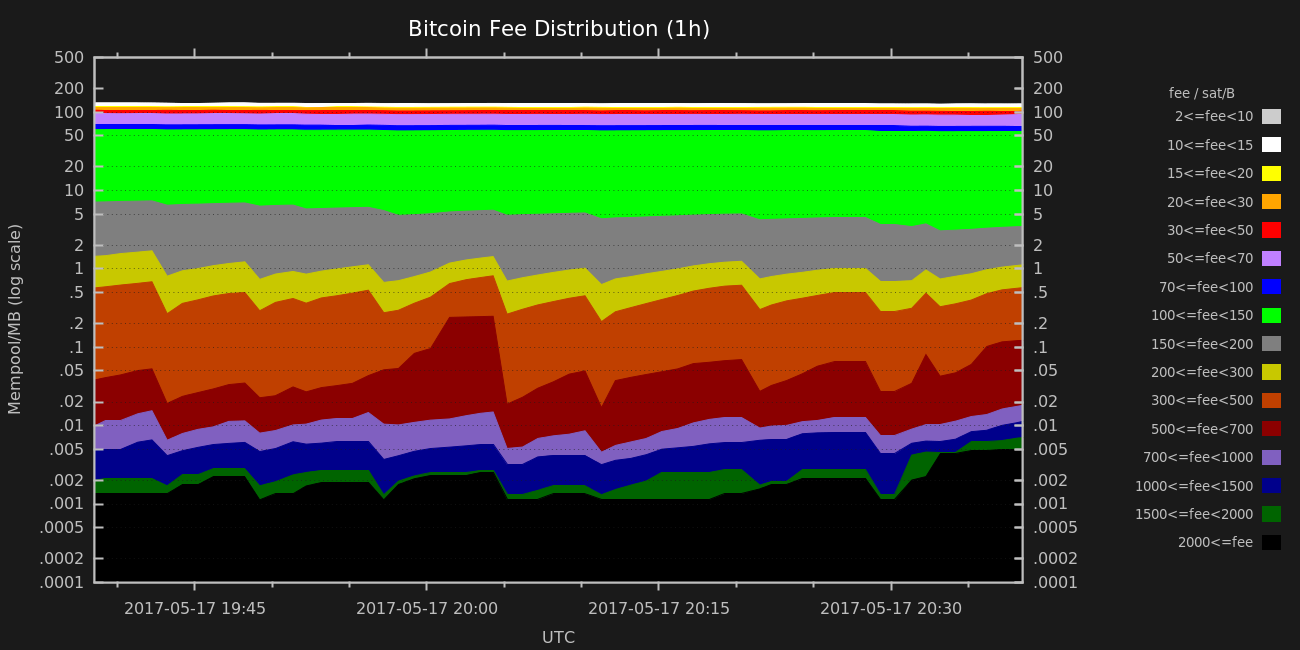 Bitcoin Fee Distribution (1h)
Mempool/MB (log scale)
500
200
100
50
20
10
5
2
1
.5
.2
.1
.05
.02
.01
.005
.002
.001
.0005
.0002
.0001
500
200
100
50
20
10
5
2
1
.5
.2
.1
.05
.02
.01
.005
.002
.001
.0005
.0002
.0001
2017-05-17 19:45
2017-05-17 20:00
2017-05-17 20:15
2017-05-17 20:30
UTC
fee / sat/B
2<=fee<10
10<=fee<15
15<=fee<20
20<=fee<30
30<=fee<50
50<=fee<70
70<=fee<100
100<=fee<150
150<=fee<200
200<=fee<300
300<=fee<500
500<=fee<700
700<=fee<1000
1000<=fee<1500
1500<=fee<2000
2000<=fee